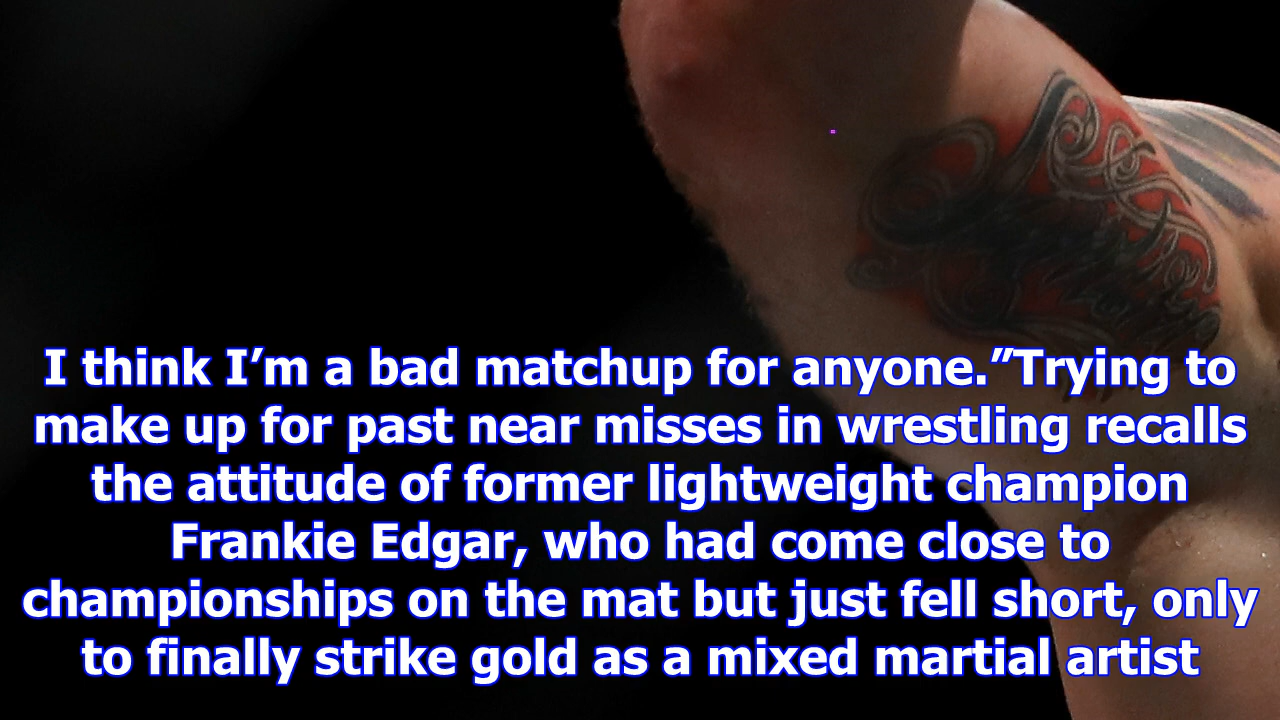 I think I’m a bad matchup for anyone.”Trying to
make up for past near misses in wrestling recalls
the attitude of former lightweight champion
Frankie Edgar, who had come close to
championships on the mat but just fell short, only
to finally strike gold as a mixed martial artist